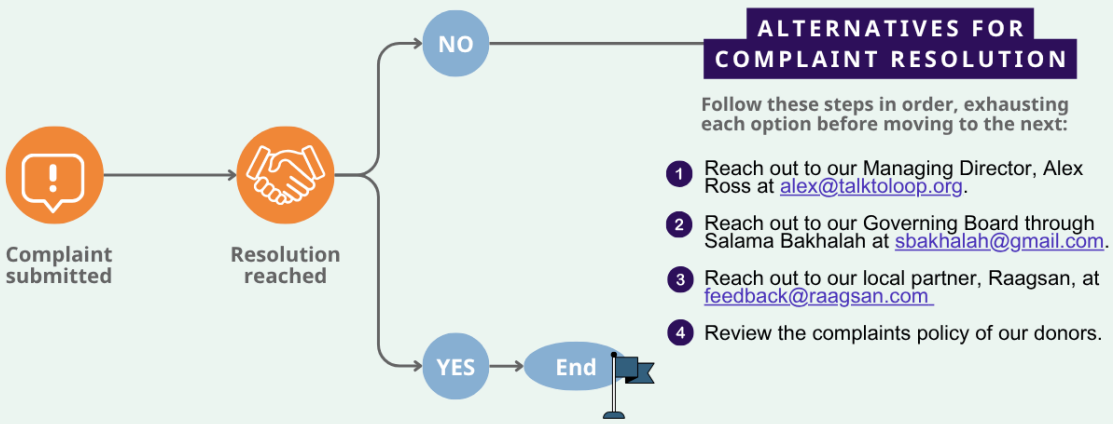 NO
ALTERNATIVES FOR
COMPLAINT RESOLUTION
Follow these steps in order, exhausting
each option before moving to the next:
Complaint
submitted
Resolution
reached
1 Reach out to our Managing Director, Alex
Ross at alex@talktoloop.org.
2 Reach out to our Governing Board through
Salama Bakhalah at sbakhalah@gmail.com.
3 Reach out to our local partner, Raagsan, at
feedback@raagsan.com
4 Review the complaints policy of our donors.
YES
End